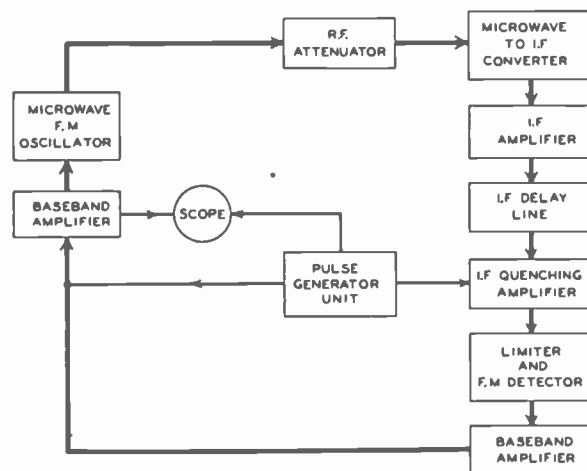 R.F.
ATTENUATOR
MICROWAVE
TO I.F
CONVERTER
MICROWAVE
F.M
OSCILLATOR
I.F
AMPLIFIER
BASEBAND
AMPLIFIER
SCOPE
I.F DELAY
LINE
PULSE
GENERATOR
UNIT
I.F QUENCHING
AMPLIFIER
LIMITER
AND
F.M DETECTOR
BASEBAND
AMPLIFIER